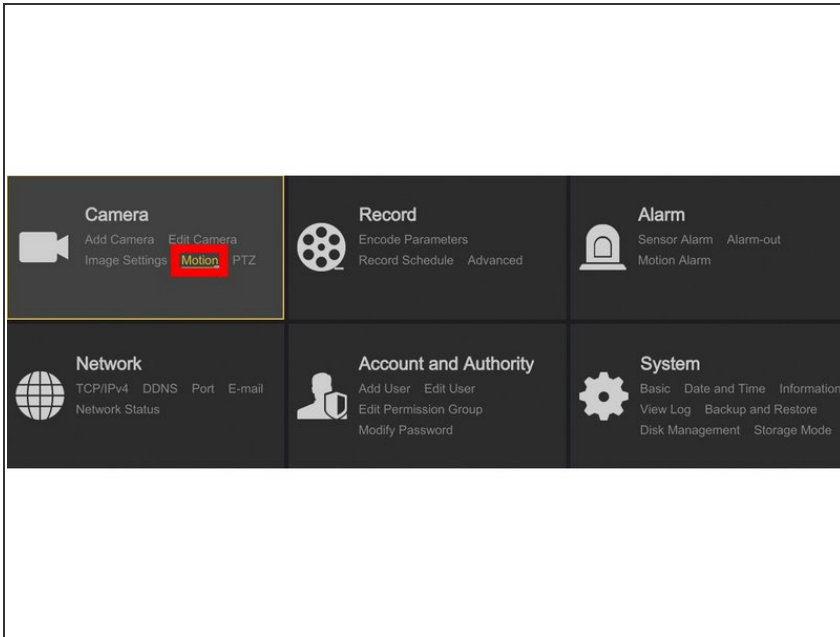 Camera
Add Camera Edit Camera
Image Settings Motion PTZ
Record
Encode Parameters
Record Schedule Advanced
Alarm
Sensor Alarm Alarm-out
Motion Alarm
Network
TCP/IPv4 DDNS Port E-mail
Network Status
Account and Authority
Add User Edit User
Edit Permission Group
Modify Password
System
Basic Date and Time Information
View Log Backup and Restore
Disk Management Storage Mode